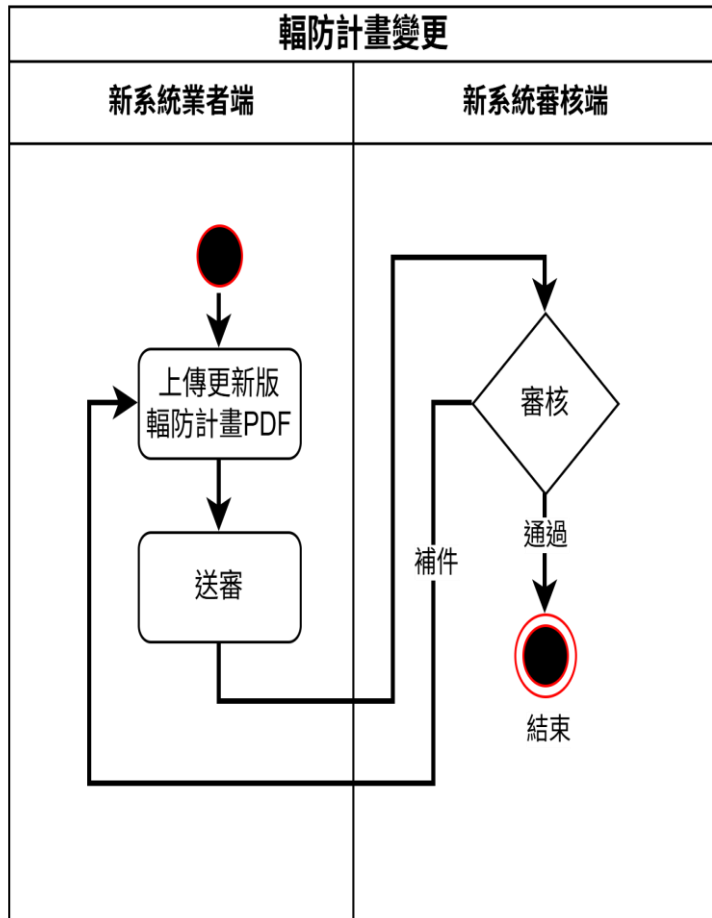 輻防計畫變更
新系統業者端
新系統審核端
上傳更新版
輻防計畫PDF
審核
送審
補件
通過
結束